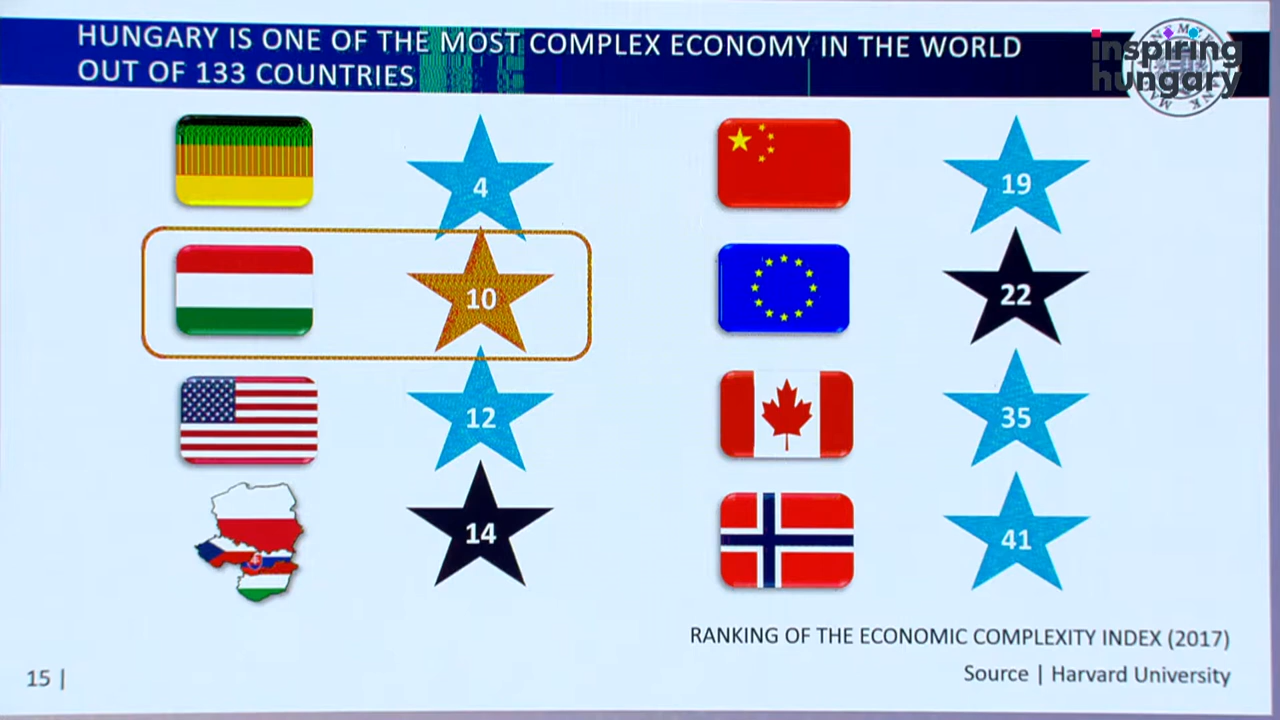 HUNGARY IS ONE OF THE MOST COMPLEX ECONOMY IN THE WORLD
OUT OF 133 COUNTRIES
inspiring
hungary
4
19
10
22
12
35
14
41
RANKING OF THE ECONOMIC COMPLEXITY INDEX (2017)
15 |
Source | Harvard University